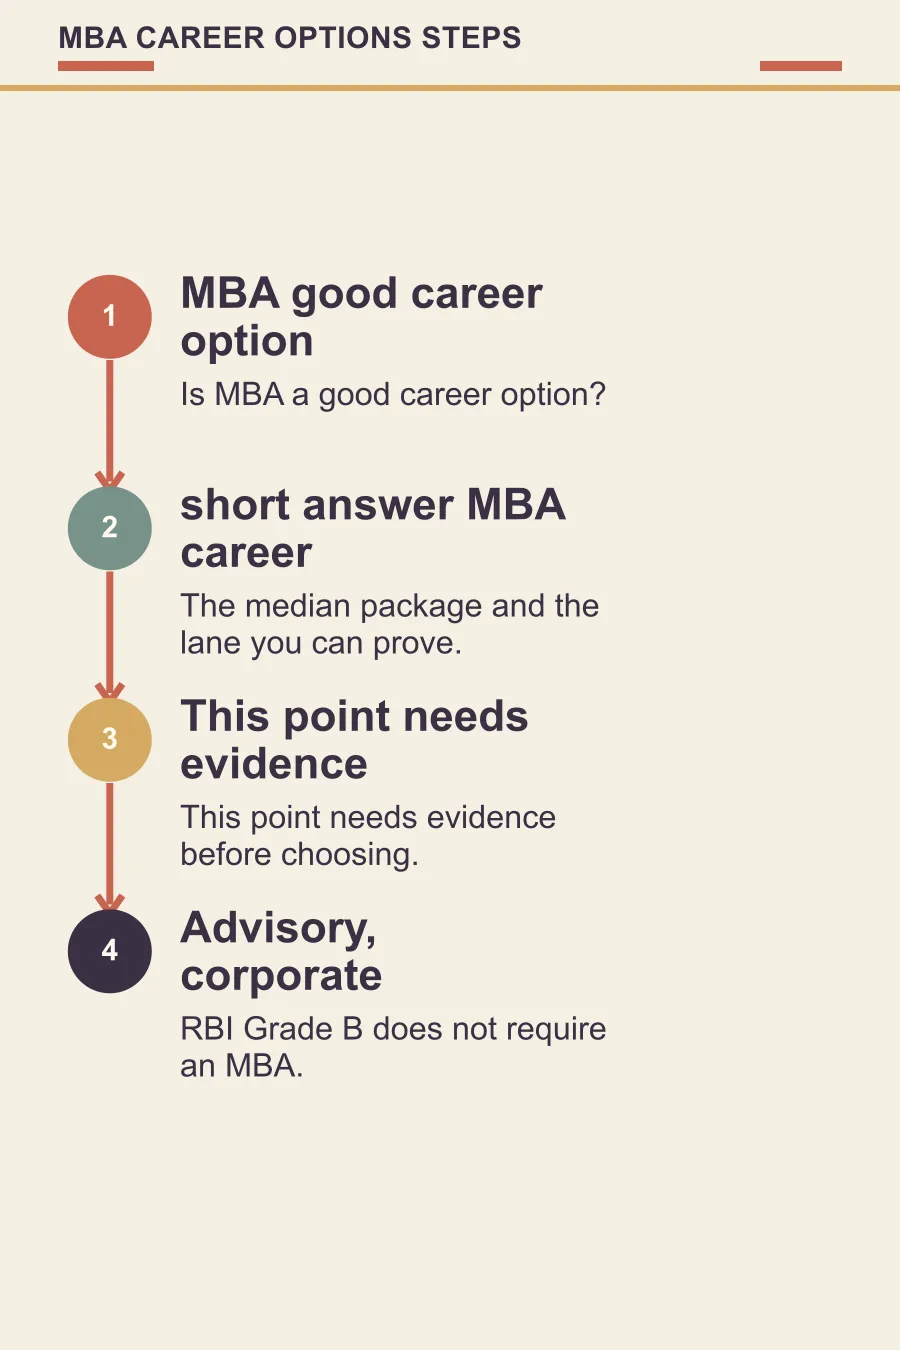 MBA CAREER OPTIONS STEPS
1
MBA good career
option
Is MBA a good career option?
2
short answer MBA
career
The median package and the
lane you can prove.
3
This point needs
evidence
This point needs evidence
before choosing.
4
Advisory,
corporate
RBI Grade B does not require
an MBA.